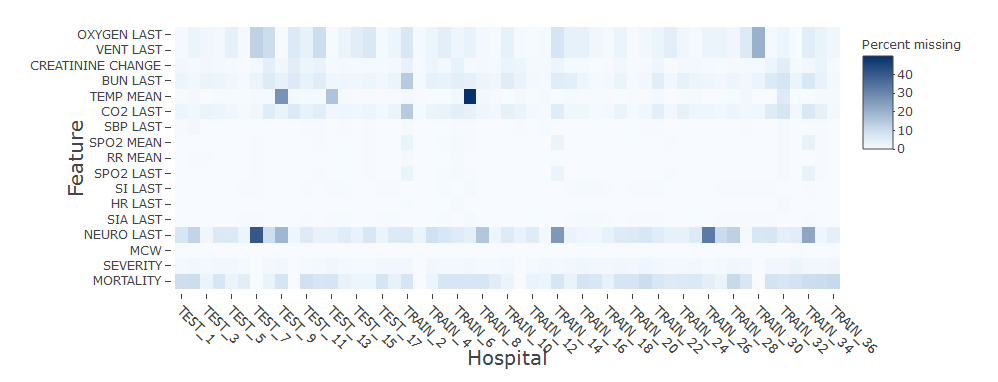 Percent missing
40
30
20
10
0
Feature
OXYGEN LAST
VENT LAST
CREATININE CHANGE
BUN LAST
TEMP MEAN
CO2 LAST
SBP LAST
SPO2 MEAN
RR MEAN
SPO2 LAST
SI LAST
HR LAST
SIA LAST
NEURO LAST
MCW
SEVERITY
MORTALITY
TEST_1
TEST_3
TEST_5
TEST_7
TEST_9
TEST_11
TEST_13
TEST_15
TEST_17
TRAIN_2
TRAIN_4
TRAIN_6
TRAIN_8
TRAIN_10
TRAIN_12
TRAIN_14
TRAIN_16
TRAIN_18
TRAIN_20
TRAIN_22
TRAIN_24
TRAIN_26
TRAIN_28
TRAIN_30
TRAIN_32
TRAIN_34
TRAIN_36
Hospital